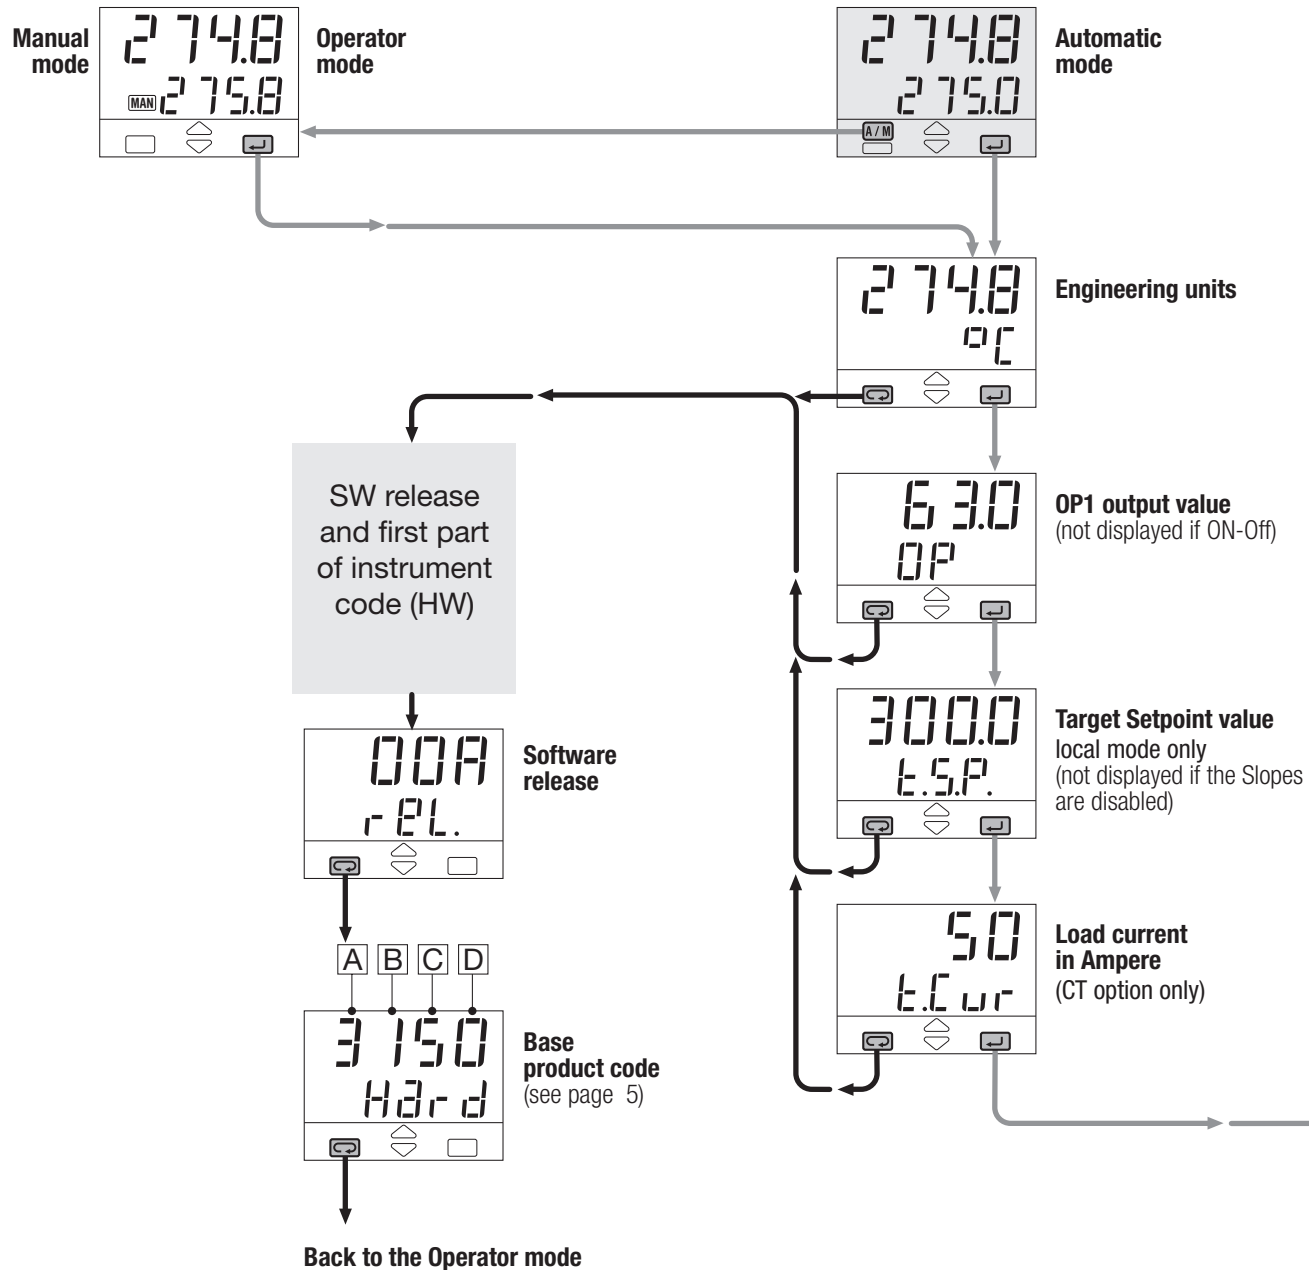 Manual
mode
274.8
MAN 275.8
Operator
mode
274.8
275.0
A / M
Automatic
mode
274.8
°C
Engineering units
63.0
OP
OP1 output value
(not displayed if ON-Off)
SW release
and first part
of instrument
code (HW)
300.0
t.S.P.
Target Setpoint value
local mode only
(not displayed if the Slopes
are disabled)
00A
rEL.
Software
release
50
t.Cur
Load current
in Ampere
(CT option only)
A B C D
3150
Hard
Base
product code
(see page 5)
Back to the Operator mode